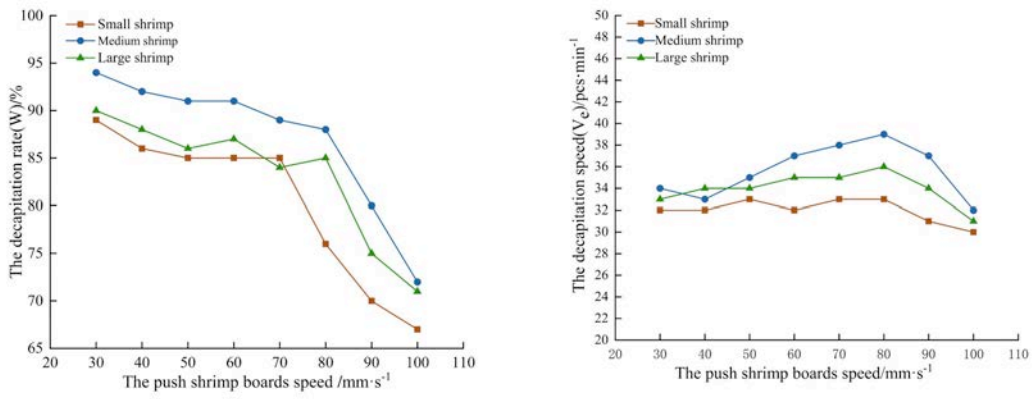 100
95
90
85
80
75
70
65
The decapitation rate(W)/%
Small shrimp
Medium shrimp
Large shrimp
20 30 40 50 60 70 80 90 100 110
The push shrimp boards speed /mm·s⁻¹
50
48
46
44
42
40
38
36
34
32
30
28
26
24
22
20
The decapitation speed(Ve)/pcs·min⁻¹
Small shrimp
Medium shrimp
Large shrimp
20 30 40 50 60 70 80 90 100 110
The push shrimp boards speed/mm·s⁻¹